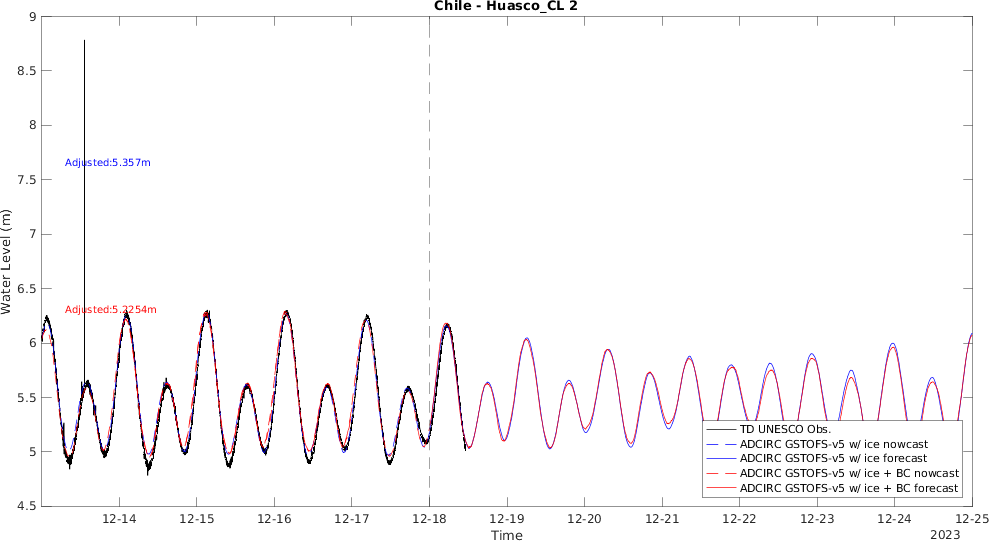 Chile - Huasco_CL 2
9
8.5
8
7.5
7
6.5
6
5.5
5
4.5
Water Level (m)
Adjusted:5.357m
Adjusted:5.2254m
TD UNESCO Obs.
ADCIRC GSTOFS-v5 w/ ice nowcast
ADCIRC GSTOFS-v5 w/ ice forecast
ADCIRC GSTOFS-v5 w/ ice + BC nowcast
ADCIRC GSTOFS-v5 w/ ice + BC forecast
12-14 12-15 12-16 12-17 12-18 12-19 12-20 12-21 12-22 12-23 12-24 12-25
Time
2023